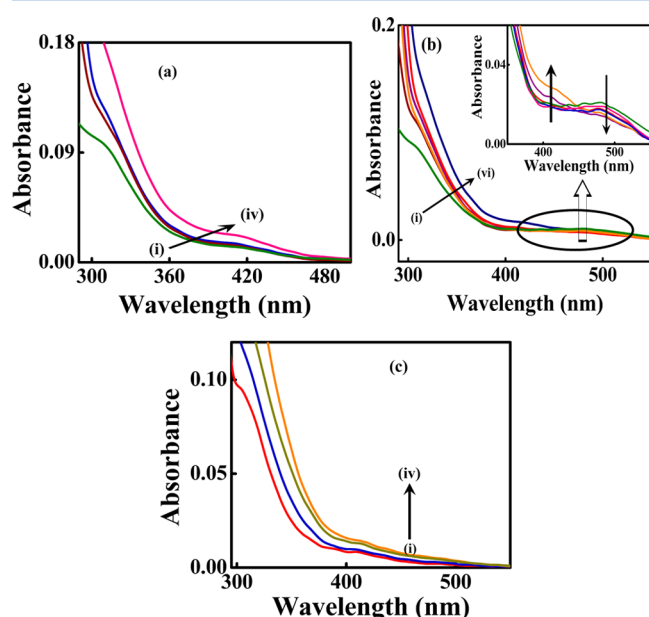 0.18
(a)
Absorbance
0.09
(iv)
(i)
0.00
290 360 420 480
Wavelength (nm)
0.2
(b)
Absorbance
0.04
0.00
400 500
Wavelength (nm)
Absorbance
(vi)
(i)
0.0
300 400 500
Wavelength (nm)
(c)
0.10
Absorbance
0.05
(iv)
(i)
0.00
300 400 500
Wavelength (nm)